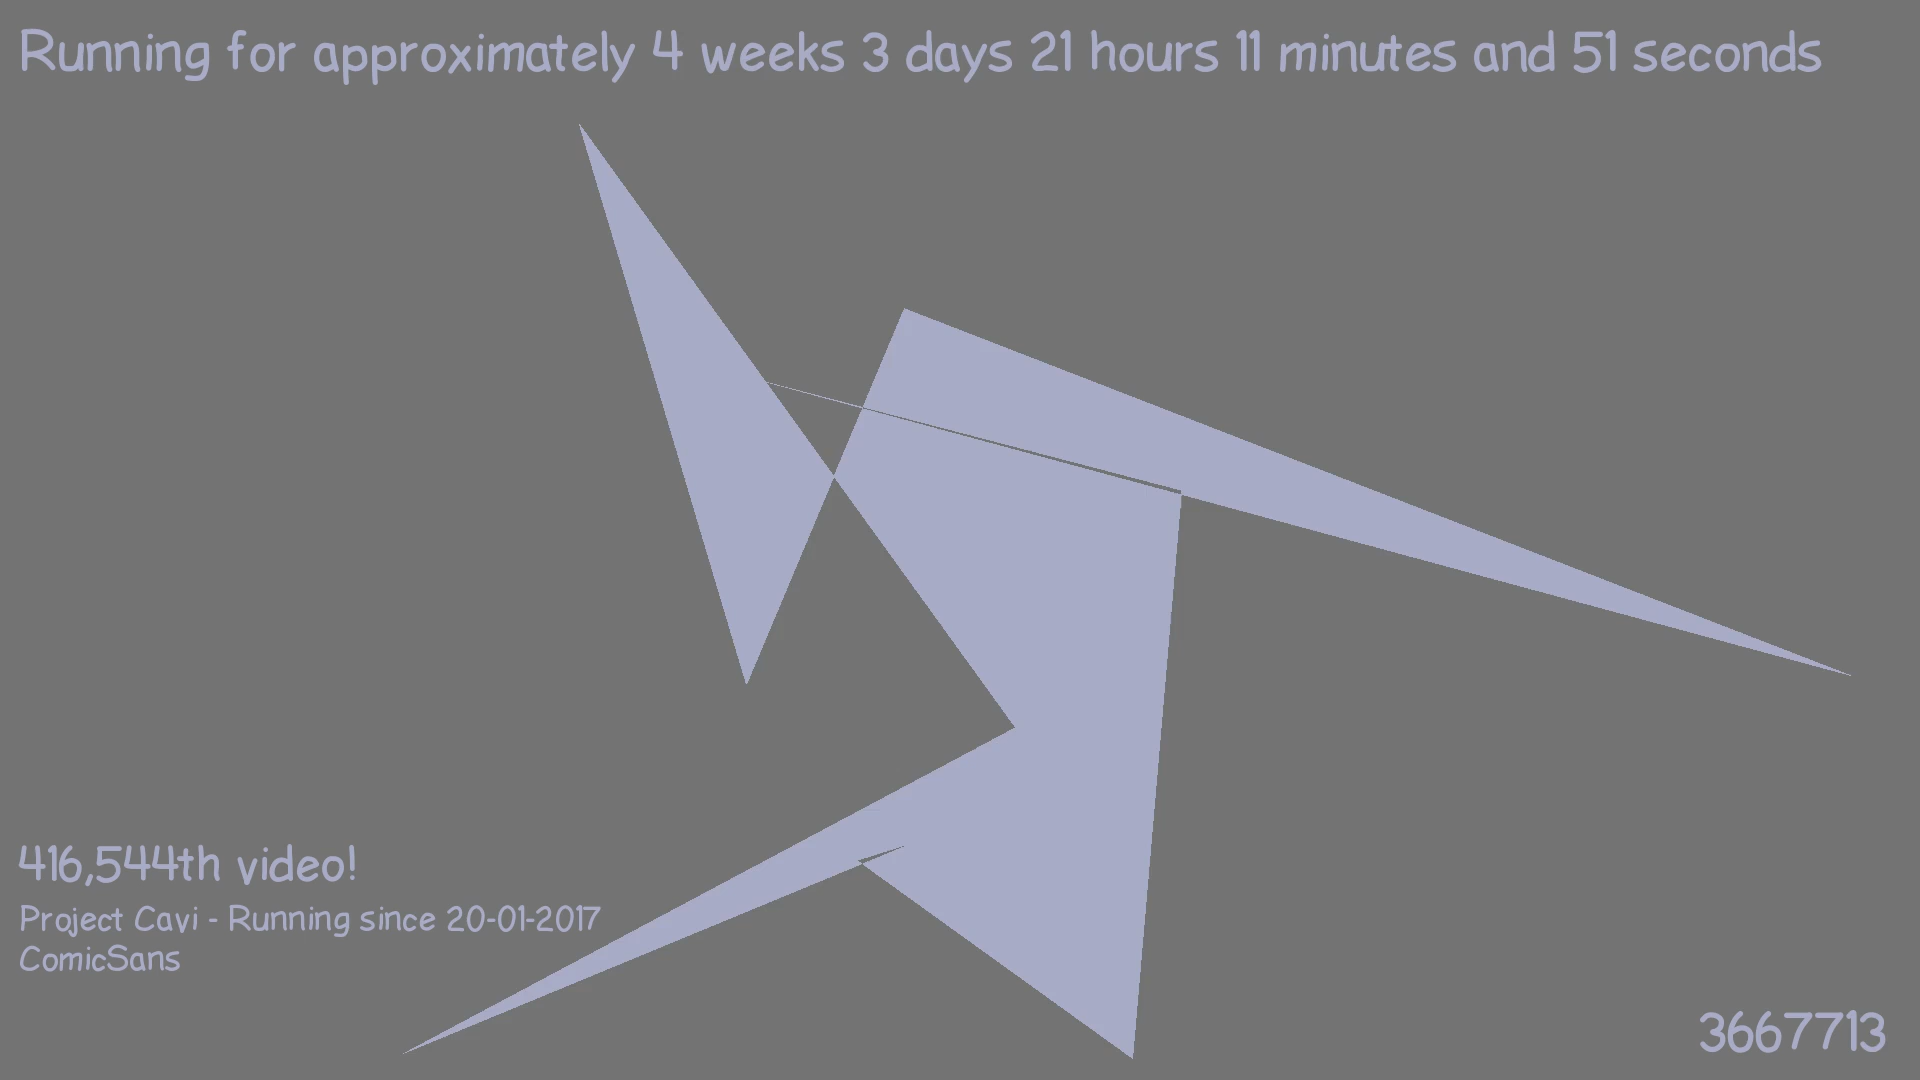 Running for approximately 4 weeks 3 days 21 hours 11 minutes and 51 seconds
416,544th video!
Project Cavi - Running since 20-01-2017
ComicSans
3667713